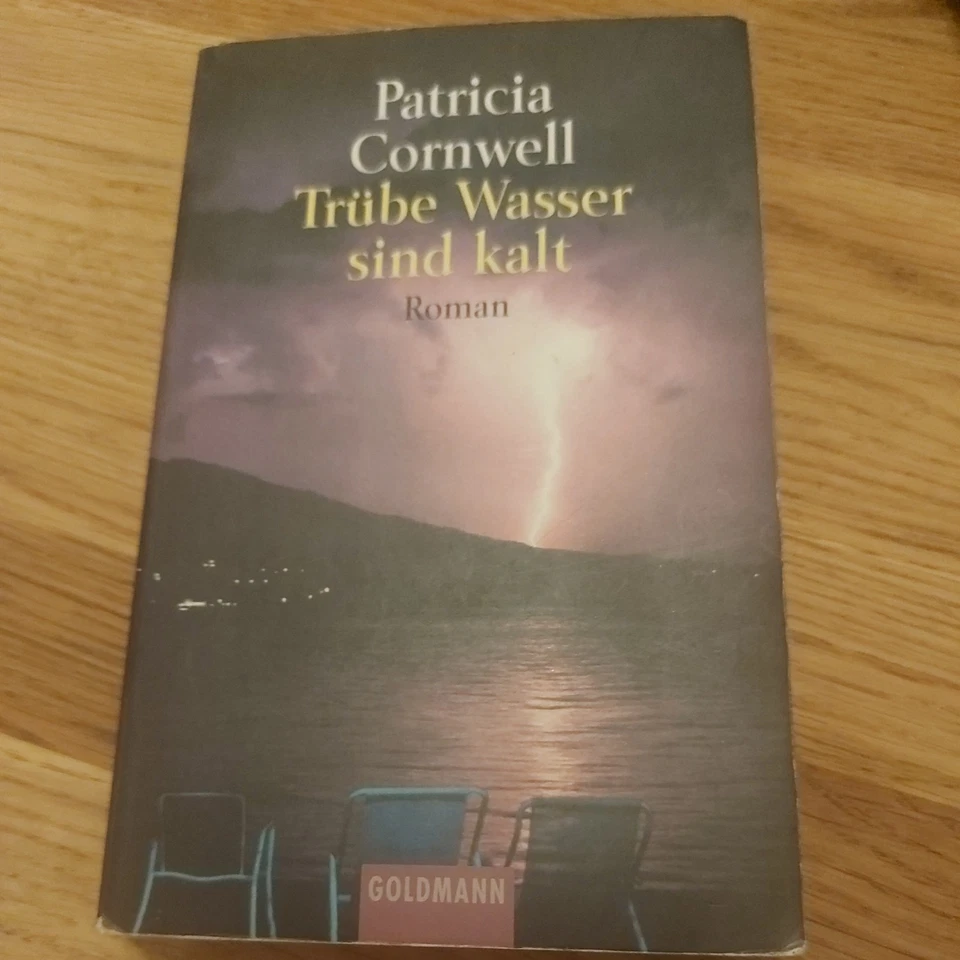 Patricia
Cornwell
Trübe Wasser
sind kalt
Roman
GOLDMANN